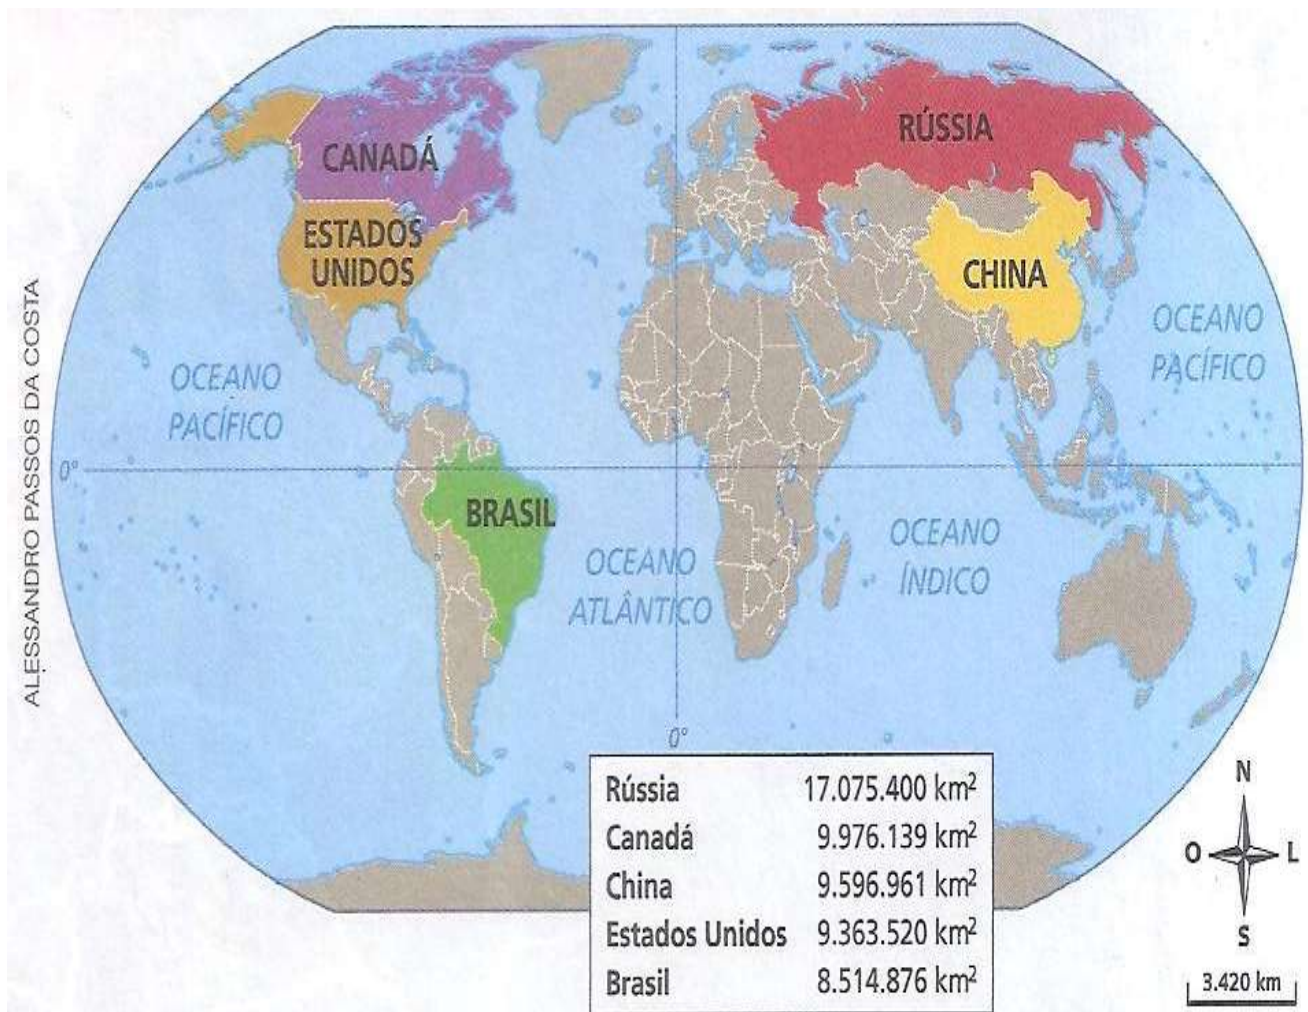 CANADÁ
RÚSSIA
ESTADOS
UNIDOS
CHINA
OCEANO
PACÍFICO
OCEANO
PACÍFICO
0°
BRASIL
OCEANO
ATLÂNTICO
OCEANO
ÍNDICO
0°
ALESSANDRO PASSOS DA COSTA
Rússia 17.075.400 km²
Canadá 9.976.139 km²
China 9.596.961 km²
Estados Unidos 9.363.520 km²
Brasil 8.514.876 km²
N
O L
S
3.420 km